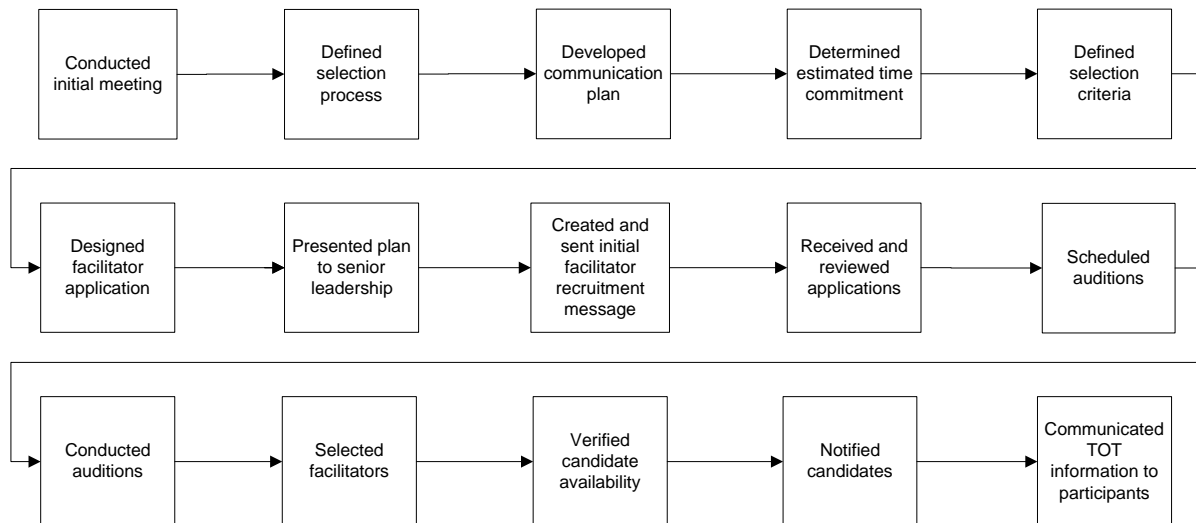 Conducted
initial meeting
Defined
selection
process
Developed
communication
plan
Determined
estimated time
commitment
Defined
selection
criteria
Designed
facilitator
application
Presented plan
to senior
leadership
Created and
sent initial
facilitator
recruitment
message
Received and
reviewed
applications
Scheduled
auditions
Conducted
auditions
Selected
facilitators
Verified
candidate
availability
Notified
candidates
Communicated
TOT
information to
participants